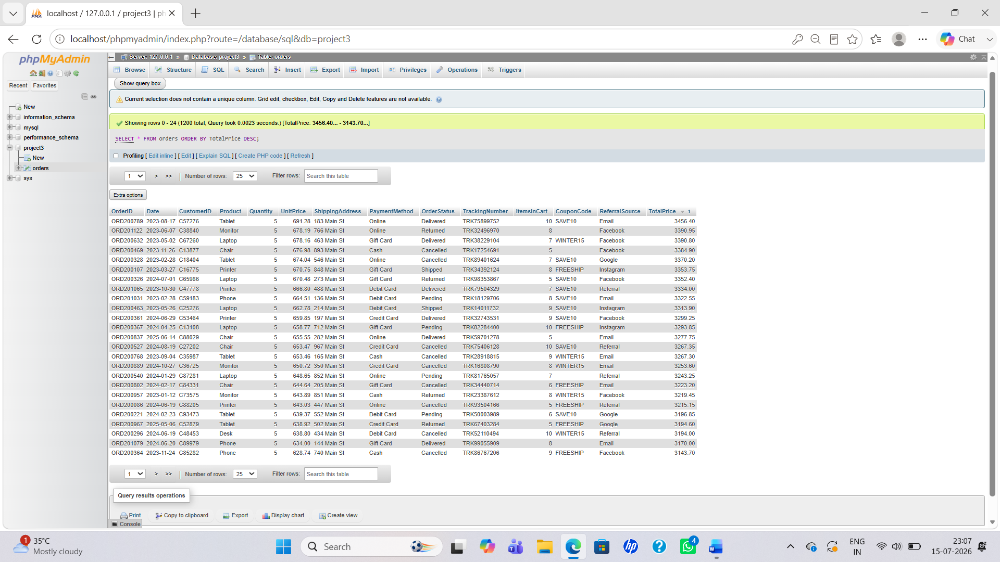 localhost / 127.0.0.1 / project3 | ph
localhost/phpmyadmin/index.php?route=/database/sql&db=project3
Chat
phpMyAdmin
Recent Favorites
New
information_schema
mysql
performance_schema
project3
New
orders
sys
Server: 127.0.0.1 » Database: project3 » Table: orders
Browse Structure SQL Search Insert Export Import Privileges Operations Triggers
Show query box
Current selection does not contain a unique column. Grid edit, checkbox, Edit, Copy and Delete features are not available.
Showing rows 0 - 24 (1200 total, Query took 0.0023 seconds.) [TotalPrice: 3456.40... - 3143.70...]
SELECT * FROM orders ORDER BY TotalPrice DESC;
Profiling [ Edit inline ] [ Edit ] [ Explain SQL ] [ Create PHP code ] [ Refresh ]
1 > >> | Number of rows: 25 Filter rows: Search this table
Extra options
OrderID Date CustomerID Product Quantity UnitPrice ShippingAddress PaymentMethod OrderStatus TrackingNumber ItemsInCart CouponCode ReferralSource TotalPrice 1
ORD200789 2023-08-17 C57276 Tablet 5 691.28 183 Main St Online Delivered TRK75899752 10 SAVE10 Email 3456.40
ORD201122 2023-06-07 C38840 Monitor 5 678.19 766 Main St Online Returned TRK32496970 8 Facebook 3390.95
ORD200632 2023-05-02 C67260 Laptop 5 678.16 463 Main St Gift Card Delivered TRK38229104 7 WINTER15 Facebook 3390.80
ORD200469 2023-11-26 C13877 Chair 5 676.98 893 Main St Cash Cancelled TRK17254691 5 Facebook 3384.90
ORD200328 2023-02-28 C18404 Tablet 5 674.04 546 Main St Online Cancelled TRK89401624 7 SAVE10 Google 3370.20
ORD200107 2023-03-27 C16775 Printer 5 670.75 848 Main St Gift Card Shipped TRK34392124 8 FREESHIP Instagram 3353.75
ORD200326 2024-07-01 C65986 Laptop 5 670.48 273 Main St Gift Card Returned TRK98353867 5 SAVE10 Facebook 3352.40
ORD201065 2023-10-30 C47778 Printer 5 666.80 488 Main St Debit Card Delivered TRK79504329 7 SAVE10 Referral 3334.00
ORD201031 2023-02-28 C59183 Phone 5 664.51 136 Main St Debit Card Pending TRK18129706 8 SAVE10 Email 3322.55
ORD200463 2023-05-26 C25276 Laptop 5 662.78 214 Main St Debit Card Shipped TRK14011732 9 SAVE10 Instagram 3313.90
ORD200361 2024-06-29 C53464 Printer 5 659.85 197 Main St Credit Card Delivered TRK32743531 9 SAVE10 Facebook 3299.25
ORD200367 2024-04-25 C13108 Laptop 5 658.77 712 Main St Gift Card Pending TRK82284400 10 FREESHIP Instagram 3293.85
ORD200837 2025-06-14 C88029 Chair 5 655.55 282 Main St Online Delivered TRK59701278 5 Email 3277.75
ORD200527 2024-08-19 C27202 Chair 5 653.47 967 Main St Credit Card Cancelled TRK75406128 10 SAVE10 Referral 3267.35
ORD200768 2023-09-04 C35987 Tablet 5 653.46 165 Main St Cash Cancelled TRK28918815 9 WINTER15 Email 3267.30
ORD200889 2024-10-27 C36725 Monitor 5 650.72 350 Main St Credit Card Cancelled TRK16808790 8 WINTER15 Email 3253.60
ORD200540 2024-01-29 C87281 Laptop 5 648.65 852 Main St Online Pending TRK81765057 7 Referral 3243.25
ORD200802 2024-02-17 C84331 Chair 5 644.64 205 Main St Gift Card Cancelled TRK34440714 6 FREESHIP Email 3223.20
ORD200957 2023-01-12 C73575 Monitor 5 643.89 851 Main St Cash Returned TRK23387612 8 WINTER15 Facebook 3219.45
ORD200086 2024-06-19 C88205 Printer 5 643.03 447 Main St Online Cancelled TRK93504166 5 FREESHIP Referral 3215.15
ORD200221 2024-02-23 C93473 Tablet 5 639.37 552 Main St Debit Card Pending TRK50003989 6 SAVE10 Google 3196.85
ORD200967 2025-05-06 C52879 Tablet 5 638.92 502 Main St Credit Card Returned TRK67403284 5 FREESHIP Google 3194.60
ORD200296 2024-06-19 C48453 Desk 5 638.80 434 Main St Debit Card Cancelled TRK52110494 10 WINTER15 Referral 3194.00
ORD201079 2024-06-20 C89979 Phone 5 634.00 144 Main St Gift Card Delivered TRK99055909 8 Email 3170.00
ORD200364 2023-11-24 C85282 Phone 5 628.74 740 Main St Cash Cancelled TRK86767206 9 FREESHIP Facebook 3143.70
1 > >> | Number of rows: 25 Filter rows: Search this table
Query results operations
Print Copy to clipboard Export Display chart Create view
Console
1 35°C
Mostly cloudy
Search
4
ENG
IN
23:07
15-07-2026